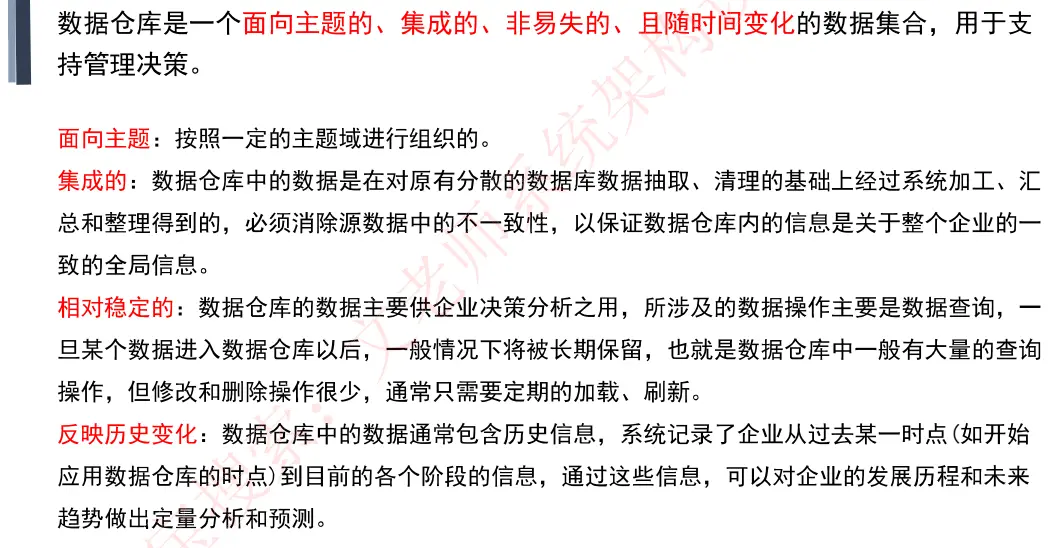 数据仓库是一个面向主题的、集成的、非易失的、且随时间变化的数据集合，用于支
持管理决策。
面向主题：按照一定的主题域进行组织的。
集成的：数据仓库中的数据是在对原有分散的数据库数据抽取、清理的基础上经过系统加工、汇
总和整理得到的，必须消除源数据中的不一致性，以保证数据仓库内的信息是关于整个企业的一
致的全局信息。
相对稳定的：数据仓库的数据主要供企业决策分析之用，所涉及的数据操作主要是数据查询，一
旦某个数据进入数据仓库以后，一般情况下将被长期保留，也就是数据仓库中一般有大量的查询
操作，但修改和删除操作很少，通常只需要定期的加载、刷新。
反映历史变化：数据仓库中的数据通常包含历史信息，系统记录了企业从过去某一时点(如开始
应用数据仓库的时点)到目前的各个阶段的信息，通过这些信息，可以对企业的发展历程和未来
趋势做出定量分析和预测。
搜索：文老师系统架构